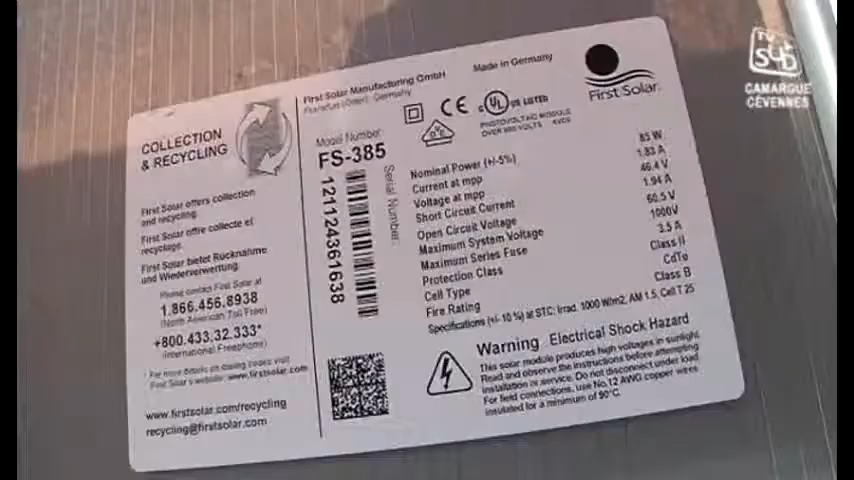 TV
SUD
CAMARGUE
CÉVENNES
COLLECTION
& RECYCLING
First Solar offers collection
and recycling.
First Solar offre collecte et
recyclage.
First Solar bietet Rücknahme
und Wiederverwertung.
Please contact First Solar at
1.866.456.8938
(North American Toll Free)
+800.433.32.333*
(International Freephone)
* For more details on dialing codes visit
First Solar's website: www.firstsolar.com
www.firstsolar.com/recycling
recycling@firstsolar.com
First Solar Manufacturing GmbH
Frankfurt (Oder), Germany
Made in Germany
Model Number
FS-385
Serial Number:
121124361638
CE
C UL US LISTED
PHOTOVOLTAIC MODULE
First Solar.
Nominal Power (+/-5%) 85 W
Current at mpp 1.83 A
Voltage at mpp 46.4 V
Short Circuit Current 1.94 A
Open Circuit Voltage 60.5 V
Maximum System Voltage 1000V
Maximum Series Fuse 3.5 A
Protection Class Class II
Cell Type CdTe
Fire Rating Class B
Specifications (+/-10 %) at STC: Irrad. 1000 W/m2, AM 1.5, Cell T 25
Warning Electrical Shock Hazard
This solar module produces high voltages in sunlight.
Read and observe the instructions before attempting
installation or service. Do not disconnect under load
For field connections, use No.12 AWG copper wires
insulated for a minimum of 90°C.